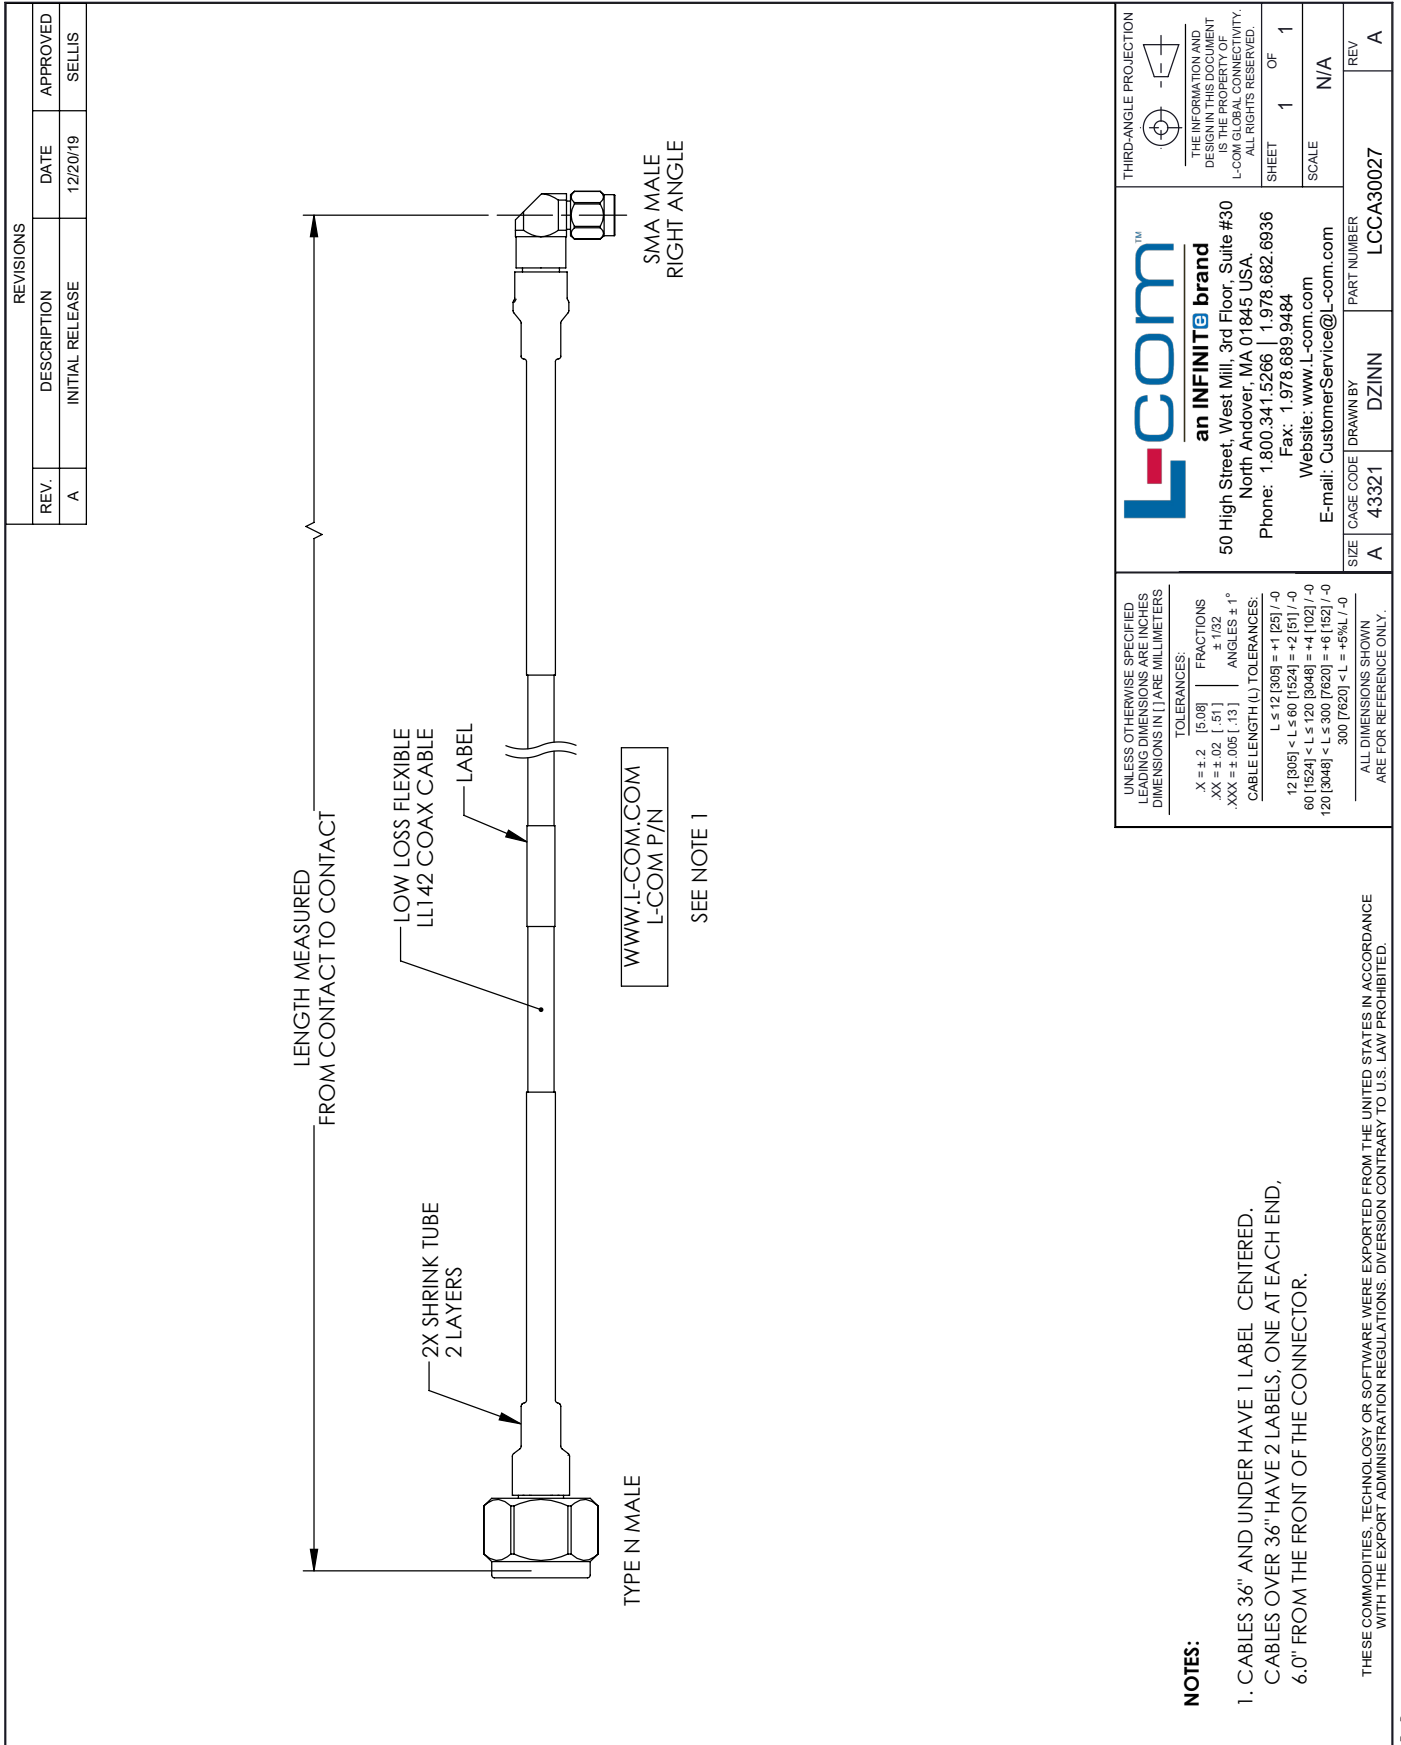 REVISIONS
REV.
DESCRIPTION
DATE
APPROVED
A
INITIAL RELEASE
12/20/19
SELLIS
LENGTH MEASURED
FROM CONTACT TO CONTACT
2X SHRINK TUBE
2 LAYERS
LOW LOSS FLEXIBLE
LL142 COAX CABLE
LABEL
TYPE N MALE
SMA MALE
RIGHT ANGLE
WWW.L-COM.COM
L-COM P/N
SEE NOTE 1
NOTES:
1. CABLES 36" AND UNDER HAVE 1 LABEL CENTERED.
CABLES OVER 36" HAVE 2 LABELS, ONE AT EACH END,
6.0" FROM THE FRONT OF THE CONNECTOR.
THESE COMMODITIES, TECHNOLOGY OR SOFTWARE WERE EXPORTED FROM THE UNITED STATES IN ACCORDANCE
WITH THE EXPORT ADMINISTRATION REGULATIONS. DIVERSION CONTRARY TO U.S. LAW PROHIBITED.
UNLESS OTHERWISE SPECIFIED
LEADING DIMENSIONS ARE INCHES
DIMENSIONS IN [ ] ARE MILLIMETERS
TOLERANCES:
.X = ± .2 [5.08]
FRACTIONS
.XX = ± .02 [ .51 ]
± 1/32
.XXX = ± .005 [ .13 ]
ANGLES ± 1°
CABLE LENGTH (L) TOLERANCES:
L ≤ 12 [305] = +1 [25] / -0
12 [305] < L ≤ 60 [1524] = +2 [51] / -0
60 [1524] < L ≤ 120 [3048] = +4 [102] / -0
120 [3048] < L ≤ 300 [7620] = +6 [152] / -0
300 [7620] < L = +5%L / -0
ALL DIMENSIONS SHOWN
ARE FOR REFERENCE ONLY.
L-com™
an INFINITe brand
50 High Street, West Mill, 3rd Floor, Suite #30
North Andover, MA 01845 USA.
Phone: 1.800.341.5266 | 1.978.682.6936
Fax: 1.978.689.9484
Website: www.L-com.com
E-mail: CustomerService@L-com.com
THIRD-ANGLE PROJECTION
THE INFORMATION AND
DESIGN IN THIS DOCUMENT
IS THE PROPERTY OF
L-COM GLOBAL CONNECTIVITY.
ALL RIGHTS RESERVED.
SHEET
1 OF 1
SCALE
N/A
SIZE
A
CAGE CODE
43321
DRAWN BY
DZINN
PART NUMBER
LCCA30027
REV
A